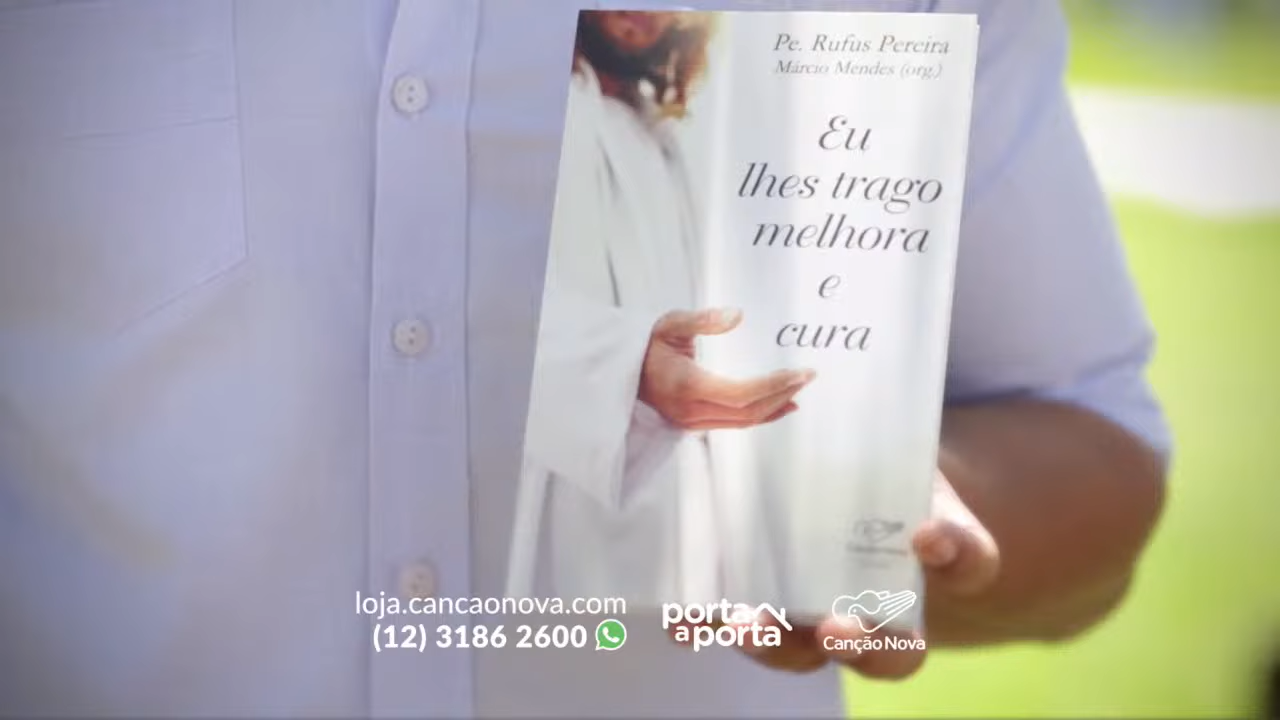 Pe. Rufus Pereira
Márcio Mendes (org.)
Eu
lhes trago
melhora
e
cura
loja.cancaonova.com
(12) 3186 2600
porta
a porta
Canção Nova